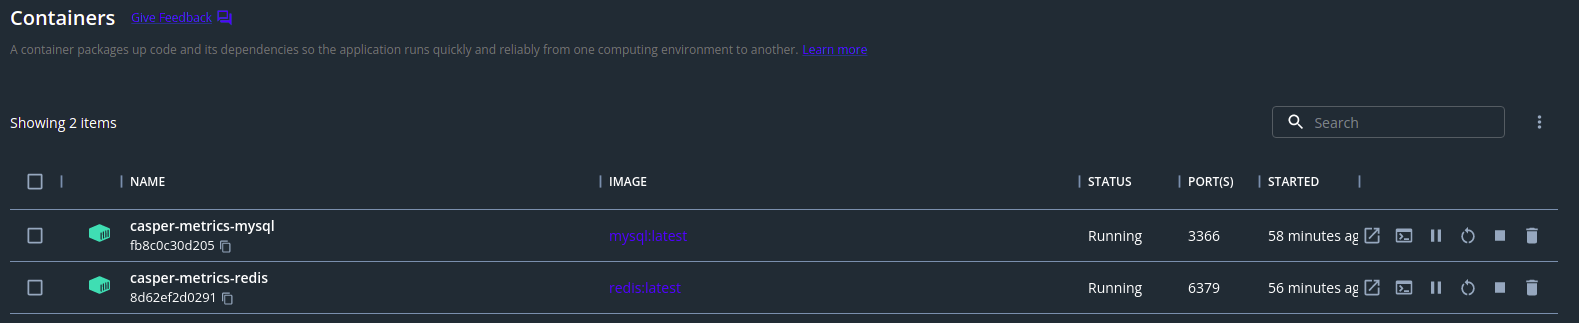 Containers Give Feedback
A container packages up code and its dependencies so the application runs quickly and reliably from one computing environment to another. Learn more
Showing 2 items
Search
NAME IMAGE STATUS PORT(S) STARTED
casper-metrics-mysql
fb8c0c30d205
mysql:latest Running 3366 58 minutes ag
casper-metrics-redis
8d62ef2d0291
redis:latest Running 6379 56 minutes ag